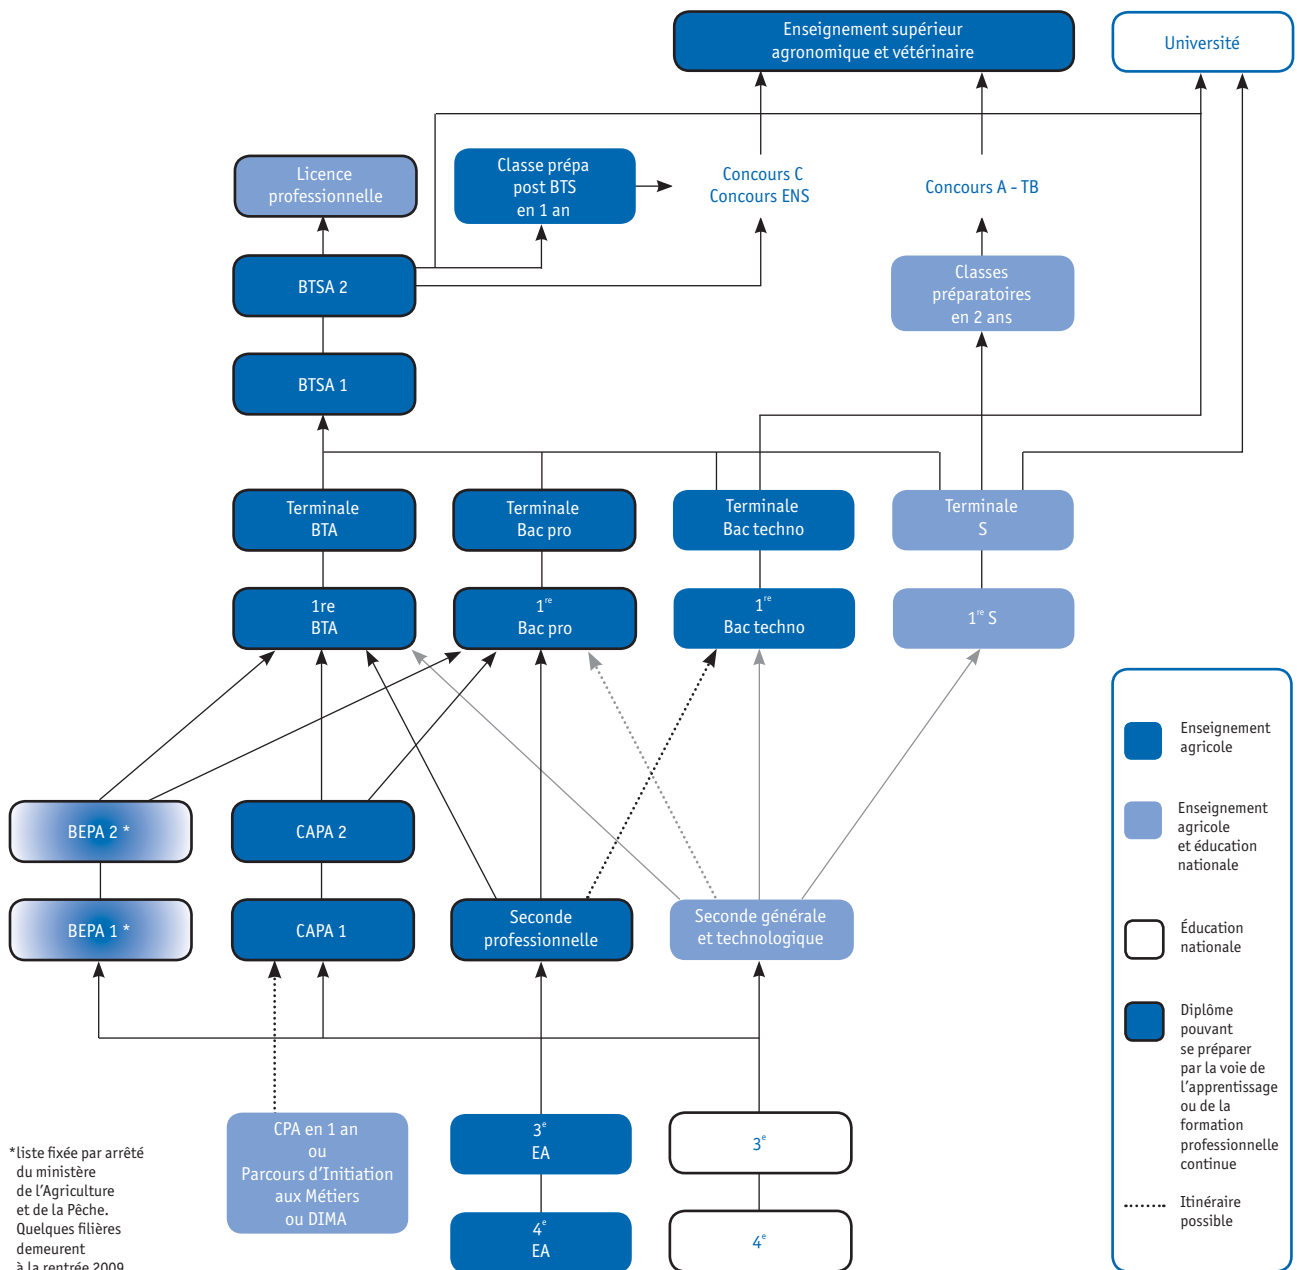 Enseignement supérieur
agronomique et vétérinaire
Université
Licence
professionnelle
Classe prépa
post BTS
en 1 an
Concours C
Concours ENS
Concours A - TB
BTSA 2
Classes
préparatoires
en 2 ans
BTSA 1
Terminale
BTA
Terminale
Bac pro
Terminale
Bac techno
Terminale
S
1re
BTA
1re
Bac pro
1re
Bac techno
1re S
BEPA 2 *
CAPA 2
BEPA 1 *
CAPA 1
Seconde
professionnelle
Seconde générale
et technologique
CPA en 1 an
ou
Parcours d'Initiation
aux Métiers
ou DIMA
3e
EA
3e
4e
EA
4e
*liste fixée par arrêté
du ministère
de l'Agriculture
et de la Pêche.
Quelques filières
demeurent
à la rentrée 2009
Enseignement
agricole
Enseignement
agricole
et éducation
nationale
Éducation
nationale
Diplôme
pouvant
se préparer
par la voie de
l'apprentissage
ou de la
formation
professionnelle
continue
Itinéraire
possible